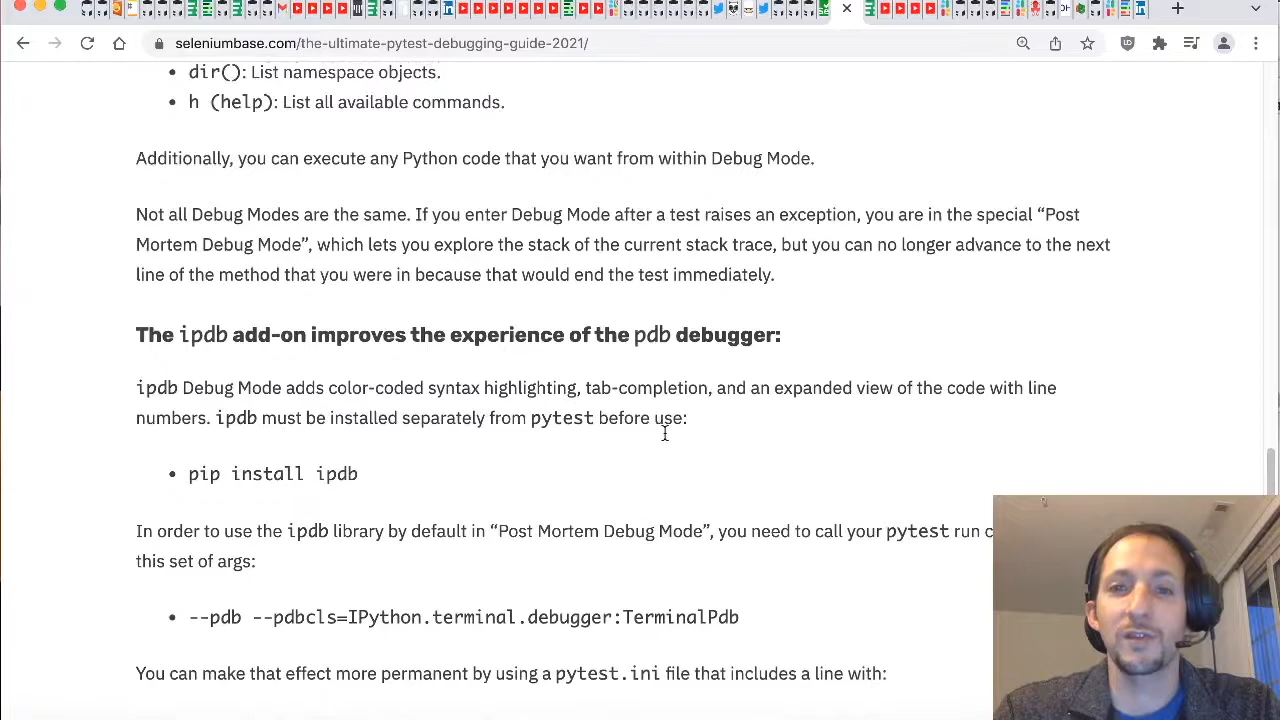 seleniumbase.com/the-ultimate-pytest-debugging-guide-2021/
• dir(): List namespace objects.
• h (help): List all available commands.
Additionally, you can execute any Python code that you want from within Debug Mode.
Not all Debug Modes are the same. If you enter Debug Mode after a test raises an exception, you are in the special “Post
Mortem Debug Mode”, which lets you explore the stack of the current stack trace, but you can no longer advance to the next
line of the method that you were in because that would end the test immediately.
The ipdb add-on improves the experience of the pdb debugger:
ipdb Debug Mode adds color-coded syntax highlighting, tab-completion, and an expanded view of the code with line
numbers. ipdb must be installed separately from pytest before use:
• pip install ipdb
In order to use the ipdb library by default in “Post Mortem Debug Mode”, you need to call your pytest run
this set of args:
• --pdb --pdbcls=IPython.terminal.debugger:TerminalPdb
You can make that effect more permanent by using a pytest.ini file that includes a line with: